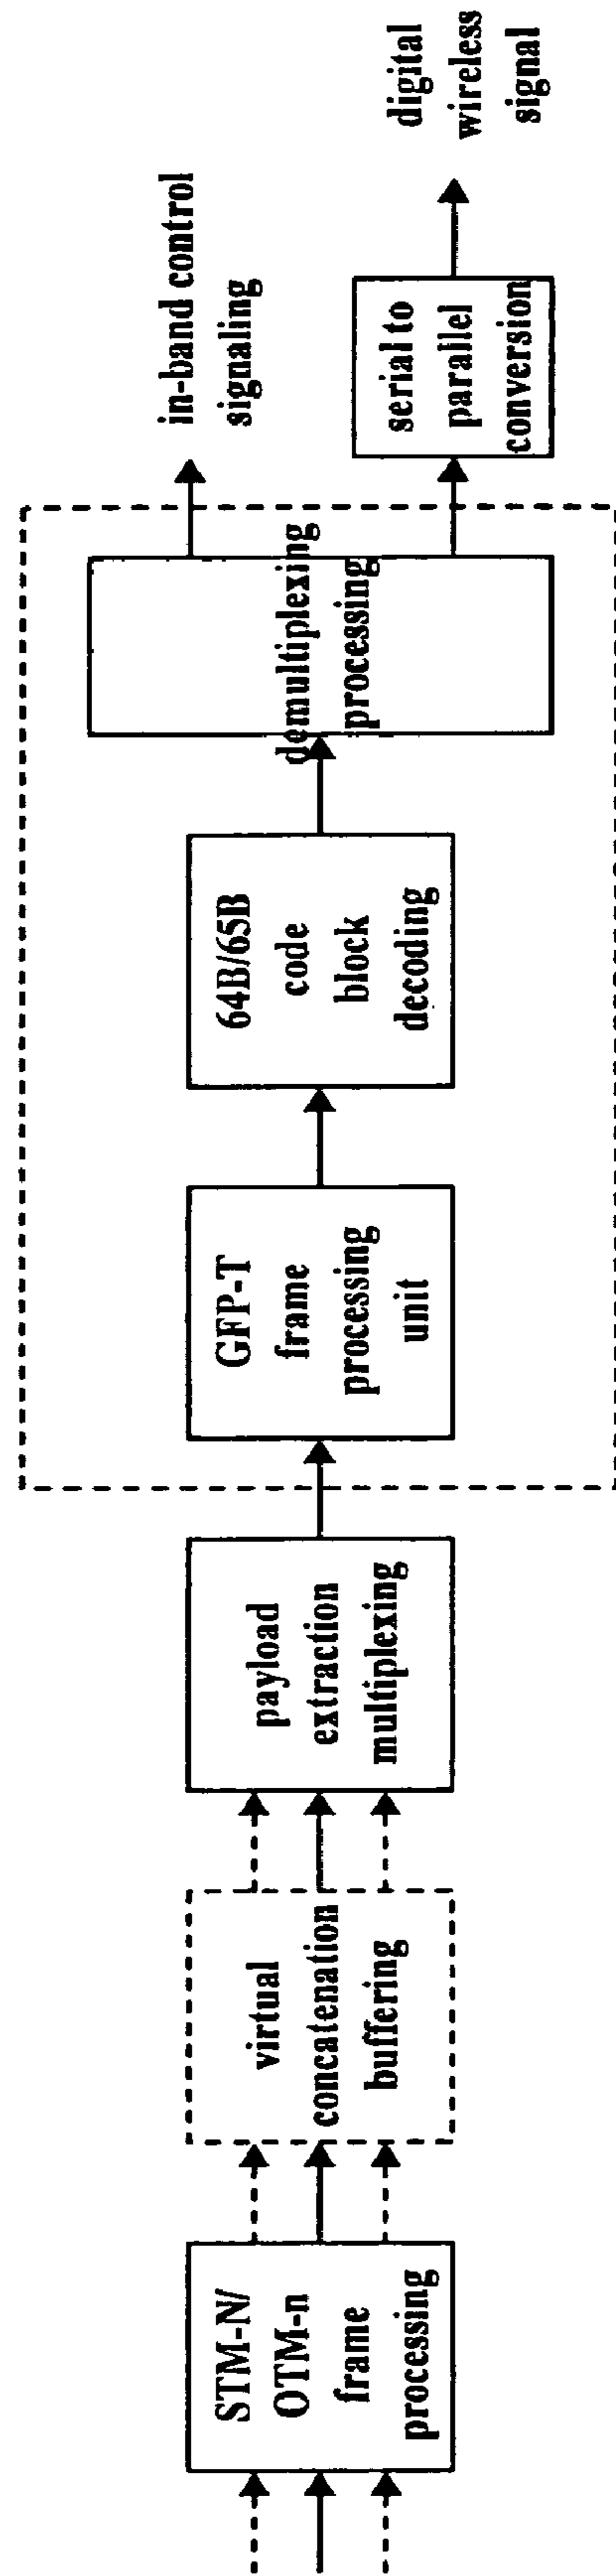 STM-N/
OTM-n
frame
processing
virtual
concatenation
buffering
payload
extraction
multiplexing
GFP-T
frame
processing
unit
64B/65B
code
block
decoding
demultiplexing
processing
in-band control
signaling
serial to
parallel
conversion
digital
wireless
signal